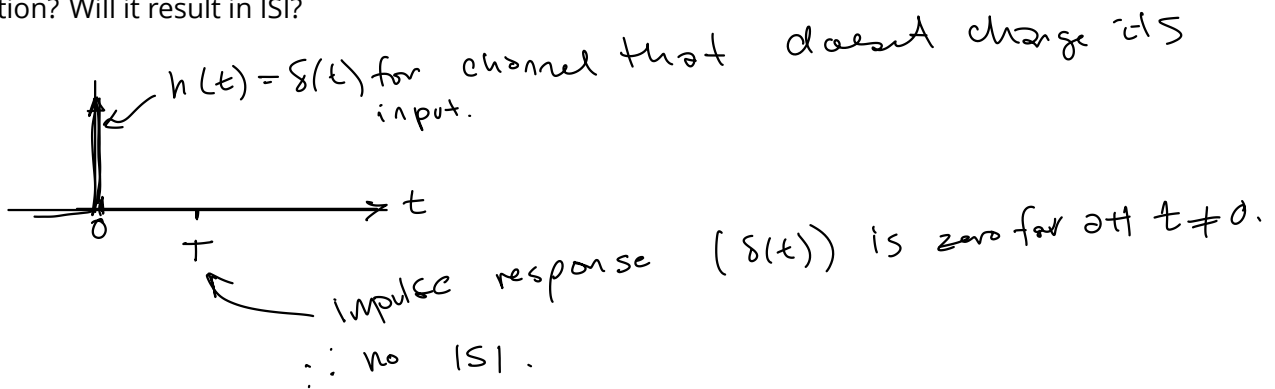 tion? Will it result in ISI?
h(t) = δ(t) for channel that doesn't change its
input.
t
0
T
impulse response (δ(t)) is zero for all t ≠ 0.
∴ no ISI.